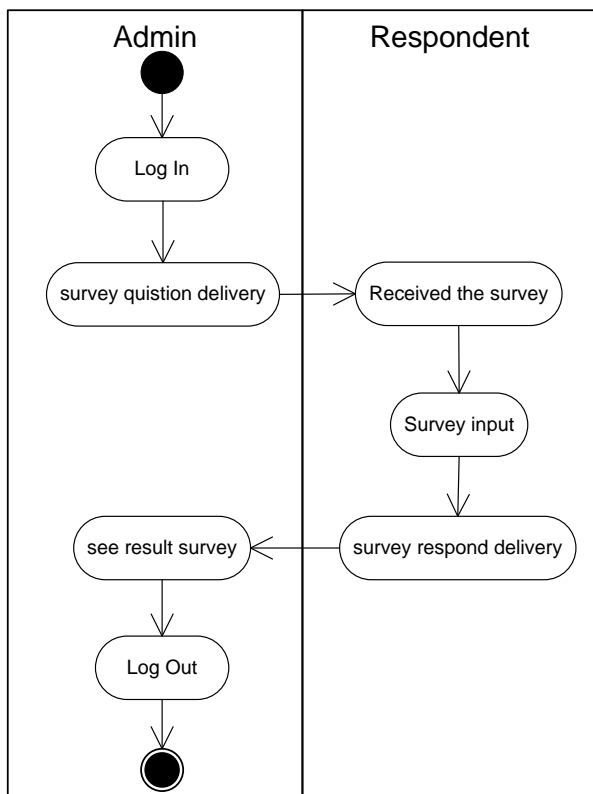 Admin
Respondent
Log In
survey quistion delivery
Received the survey
Survey input
survey respond delivery
see result survey
Log Out